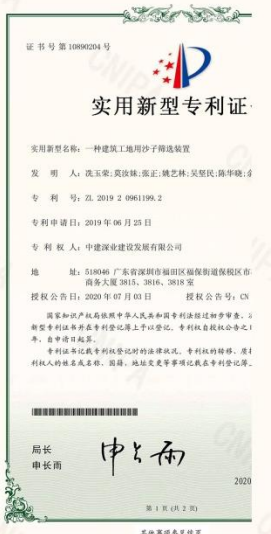 证书号第10890204号
实用新型专利证
实用新型名称：一种建筑工地用沙子筛选装置
发 明 人：冼玉荣;莫汝妹;张正;姚艺林;吴坚民;陈华晓;
专 利 号：ZL 2019 2 0961199.2
专利申请日：2019年06月25日
专 利 权 人：中建深业建设发展有限公司
地 址：518046 广东省深圳市福田区福保街道保税区市
商务大厦 3815、3816、3818 室
授权公告日：2020年07月03日 授权公告号：CN
国家知识产权局依照中华人民共和国专利法经过初步审查，
新型专利证书并在专利登记簿上予以登记。专利权自授权公告之
年，自申请日起算。
专利证书记载专利权登记时的法律状况。专利权的转移、质
利权人的姓名或名称、国籍、地址变更等事项记载在专利登记簿
局长
申长雨
申长雨
2020
第 1 页 (共 2 页)
其他事项参见续页